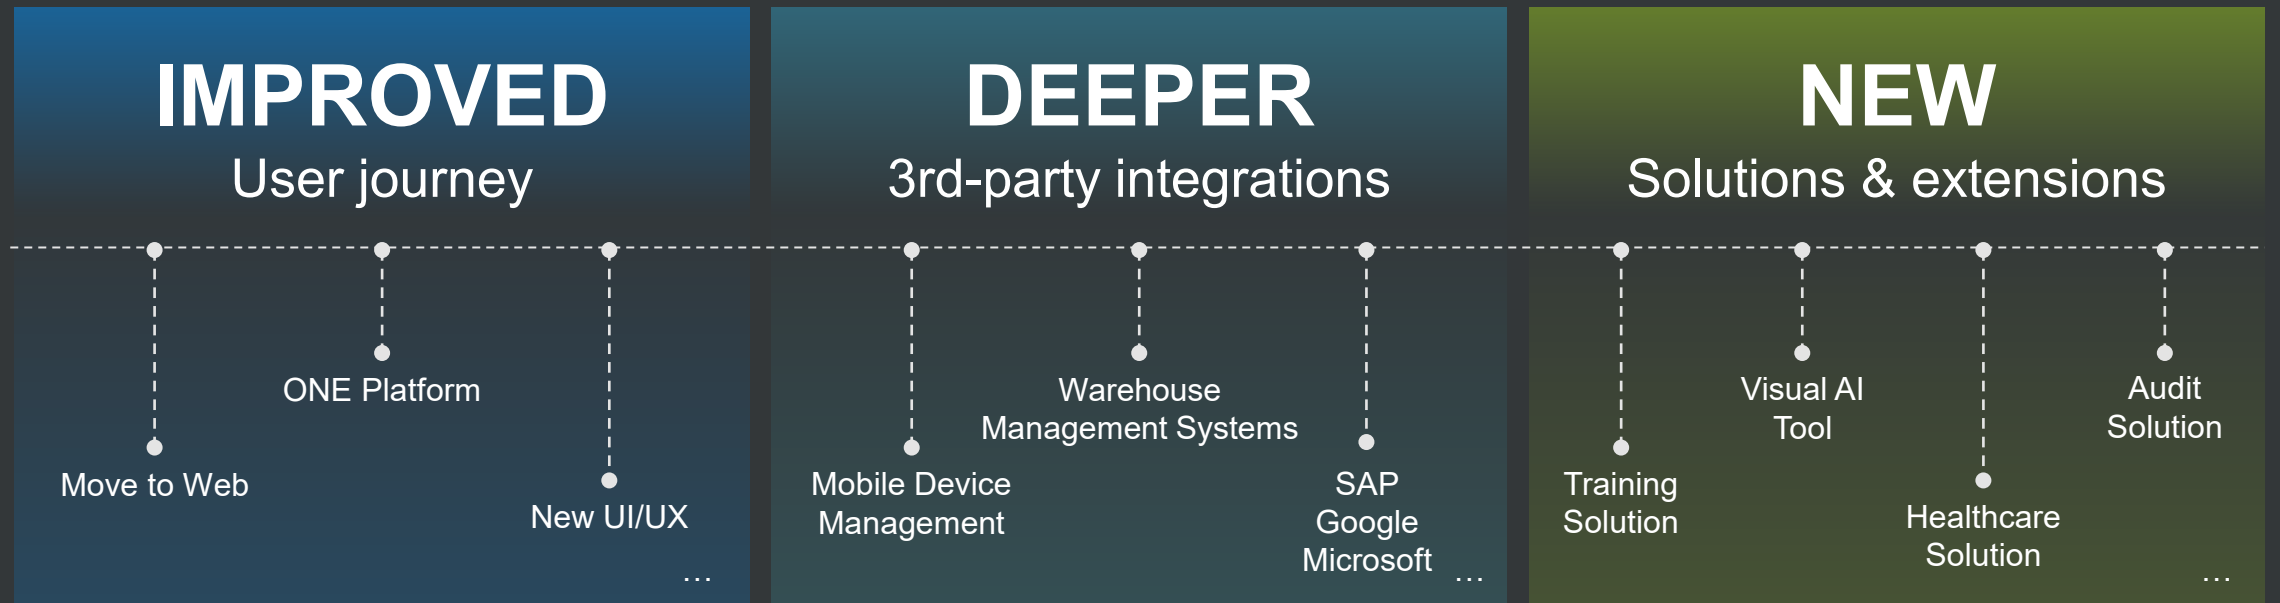 IMPROVED
User journey
Move to Web
ONE Platform
New UI/UX
…
DEEPER
3rd-party integrations
Mobile Device
Management
Warehouse
Management Systems
SAP
Google
Microsoft
…
NEW
Solutions & extensions
Training
Solution
Visual AI
Tool
Healthcare
Solution
Audit
Solution
…